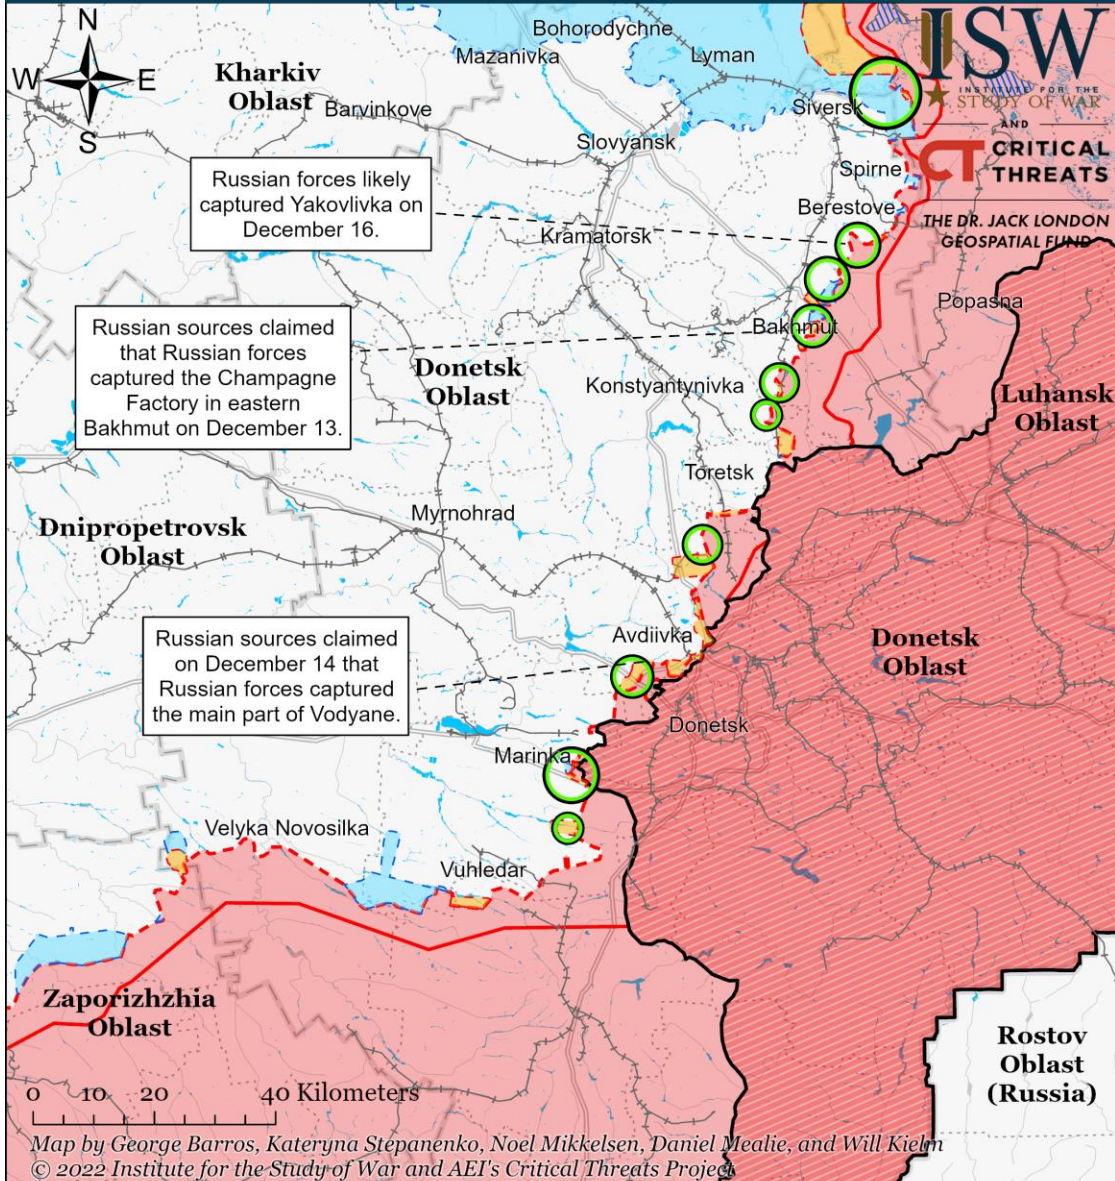 N
W
E
S
Kharkiv
Oblast
Bohorodychne
Mazanivka
Lyman
Barvinkove
Siversk
Slovyansk
ISW
INSTITUTE FOR THE
STUDY OF WAR
AND
CT CRITICAL
THREATS
THE DR. JACK LONDON
GEOSPATIAL FUND
Russian forces likely
captured Yakovlivka on
December 16.
Spirne
Berestove
Kramatorsk
Popasna
Russian sources claimed
that Russian forces
captured the Champagne
Factory in eastern
Bakhmut on December 13.
Bakhmut
Donetsk
Oblast
Konstyantynivka
Luhansk
Oblast
Toretsk
Myrnohrad
Dnipropetrovsk
Oblast
Russian sources claimed
on December 14 that
Russian forces captured
the main part of Vodyane.
Avdiivka
Donetsk
Oblast
Donetsk
Marinka
Velyka Novosilka
Vuhledar
Zaporizhzhia
Oblast
Rostov
Oblast
(Russia)
0 10 20 40 Kilometers
Map by George Barros, Kateryna Stepanenko, Noel Mikkelsen, Daniel Mealie, and Will Kielm
© 2022 Institute for the Study of War and AEI's Critical Threats Project